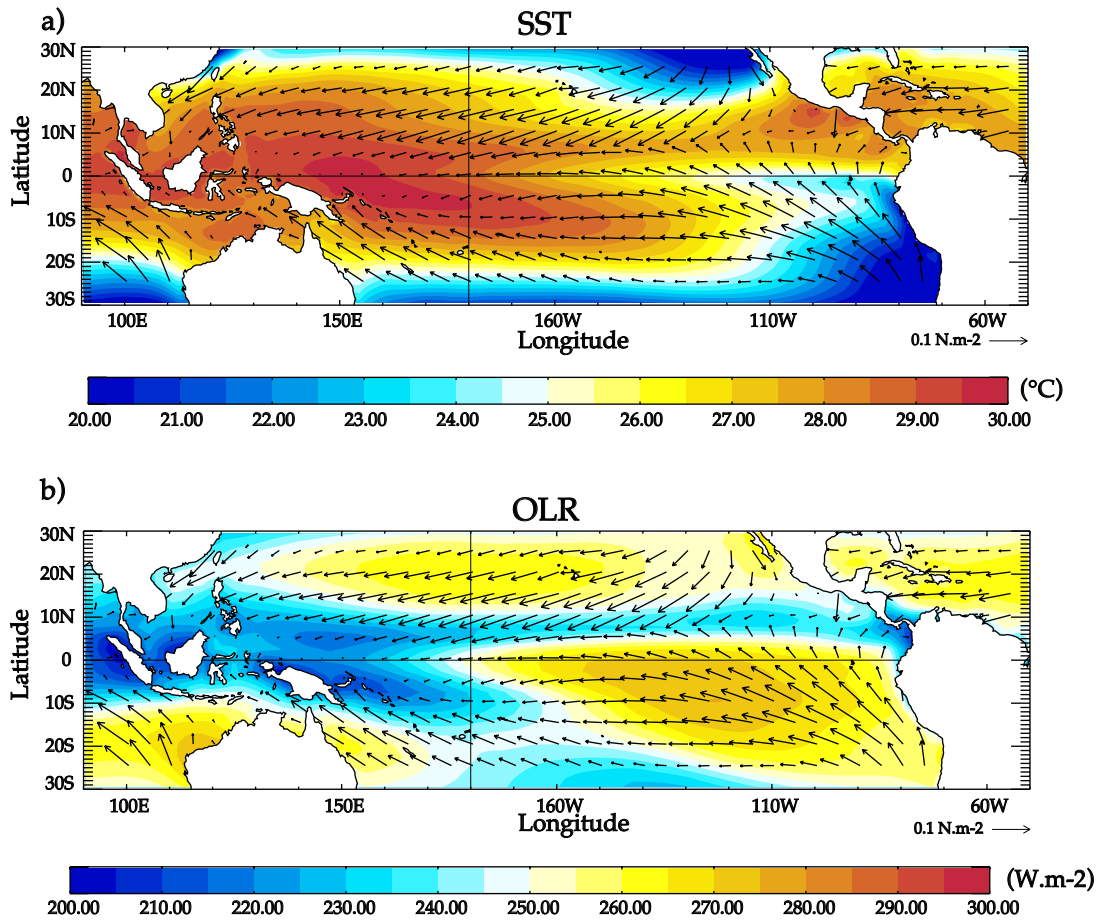 a)
SST
30N
20N
10N
0
10S
20S
30S
Latitude
100E 150E 160W 110W 60W
Longitude
0.1 N.m-2
20.00 21.00 22.00 23.00 24.00 25.00 26.00 27.00 28.00 29.00 30.00
(°C)
b)
OLR
30N
20N
10N
0
10S
20S
30S
Latitude
100E 150E 160W 110W 60W
Longitude
0.1 N.m-2
200.00 210.00 220.00 230.00 240.00 250.00 260.00 270.00 280.00 290.00 300.00
(W.m-2)